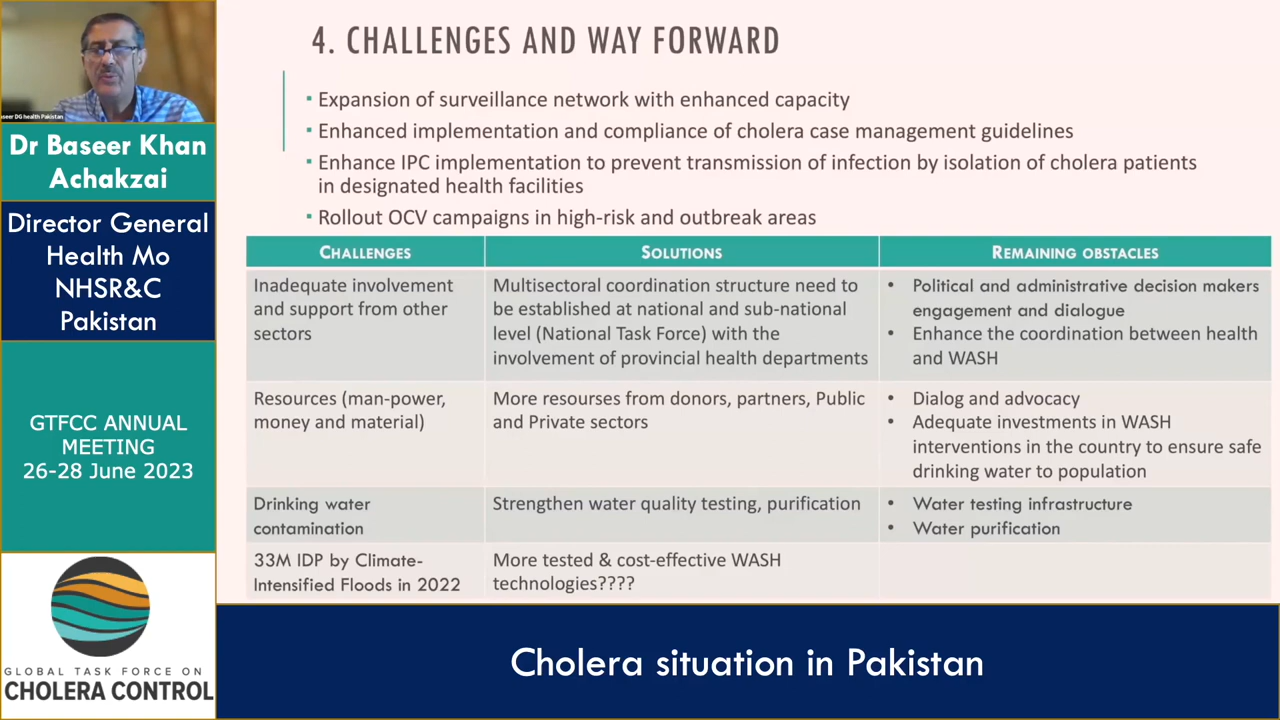 4. CHALLENGES AND WAY FORWARD
▪ Expansion of surveillance network with enhanced capacity
▪ Enhanced implementation and compliance of cholera case management guidelines
▪ Enhance IPC implementation to prevent transmission of infection by isolation of cholera patients
in designated health facilities
▪ Rollout OCV campaigns in high-risk and outbreak areas
CHALLENGES
SOLUTIONS
REMAINING OBSTACLES
Inadequate involvement
and support from other
sectors
Multisectoral coordination structure need to
be established at national and sub-national
level (National Task Force) with the
involvement of provincial health departments
• Political and administrative decision makers
engagement and dialogue
• Enhance the coordination between health
and WASH
Resources (man-power,
money and material)
More resourses from donors, partners, Public
and Private sectors
• Dialog and advocacy
• Adequate investments in WASH
interventions in the country to ensure safe
drinking water to population
Drinking water
contamination
Strengthen water quality testing, purification
• Water testing infrastructure
• Water purification
33M IDP by Climate-
Intensified Floods in 2022
More tested & cost-effective WASH
technologies????
DG health Pakistan
Dr Baseer Khan
Achakzai
Director General
Health Mo
NHSR&C
Pakistan
GTFCC ANNUAL
MEETING
26-28 June 2023
GLOBAL TASK FORCE ON
CHOLERA CONTROL
Cholera situation in Pakistan